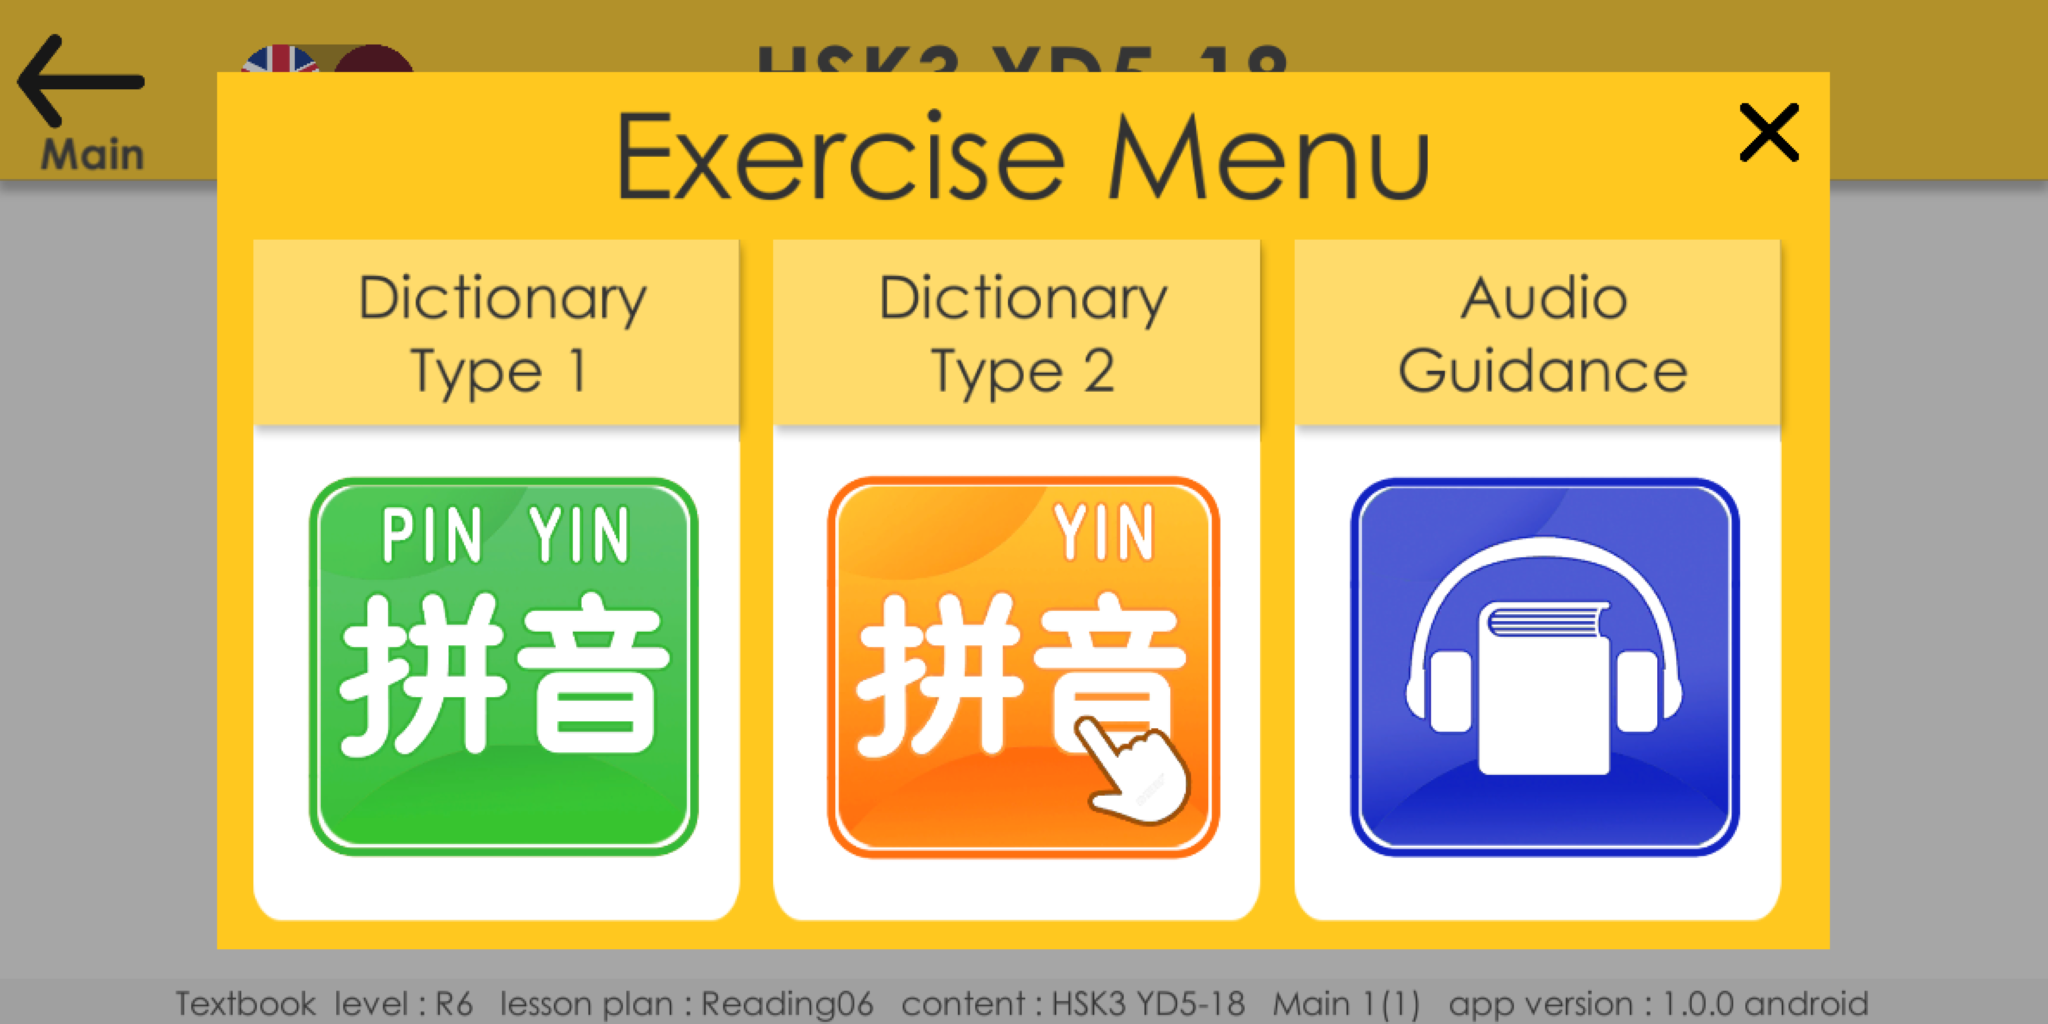 HSK3 YD5-18
Main
Exercise Menu
Dictionary
Type 1
Dictionary
Type 2
Audio
Guidance
PIN YIN
拼音
YIN
拼音
Textbook level : R6 lesson plan : Reading06 content : HSK3 YD5-18 Main 1(1) app version : 1.0.0 android